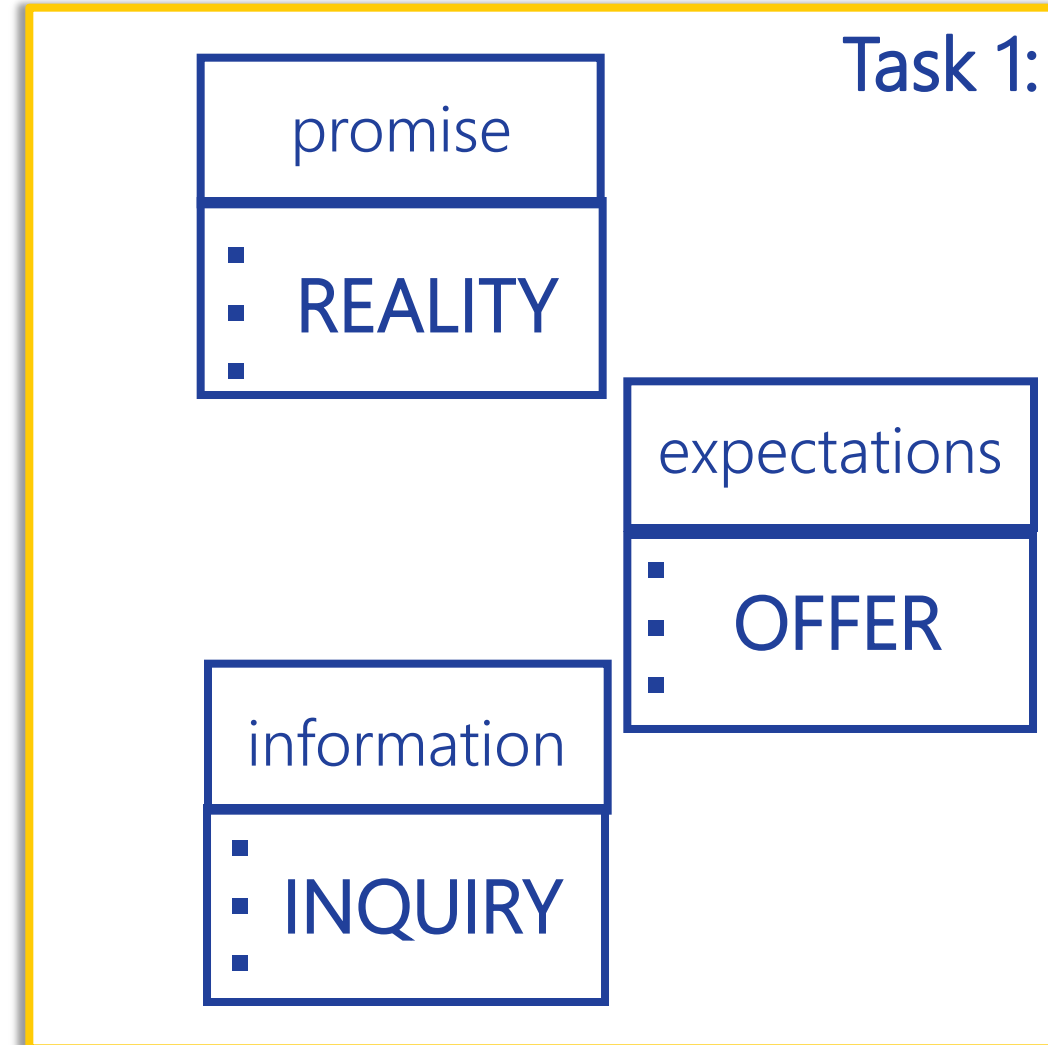 Task 1:
promise
REALITY
expectations
OFFER
information
INQUIRY